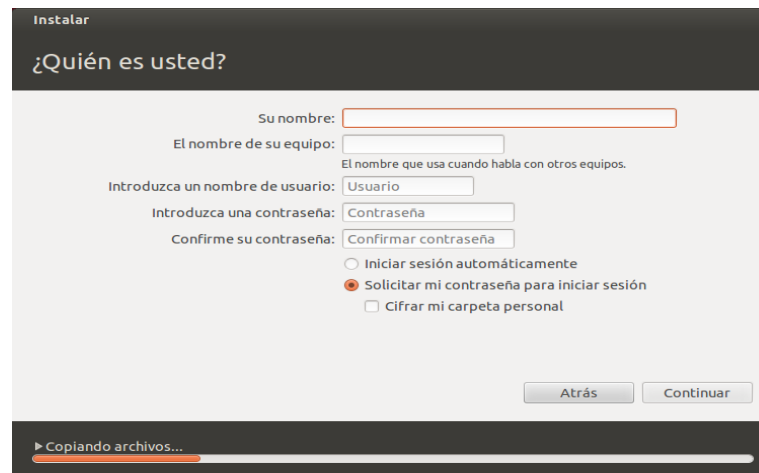 Instalar
¿Quién es usted?
Su nombre:
El nombre de su equipo:
El nombre que usa cuando habla con otros equipos.
Introduzca un nombre de usuario: Usuario
Introduzca una contraseña: Contraseña
Confirme su contraseña: Confirmar contraseña
Iniciar sesión automáticamente
Solicitar mi contraseña para iniciar sesión
Cifrar mi carpeta personal
Atrás Continuar
Copiando archivos...